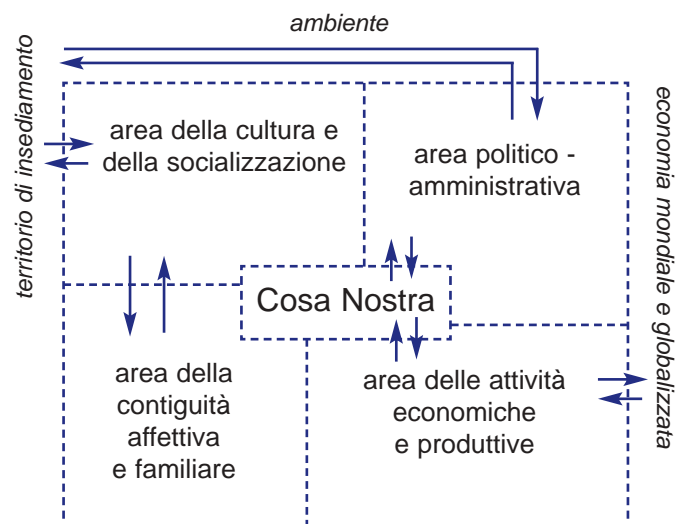 ambiente
territorio di insediamento
area della cultura e
della socializzazione
area politico -
amministrativa
economia mondiale e globalizzata
Cosa Nostra
area della
contiguità
affettiva
e familiare
area delle attività
economiche
e produttive